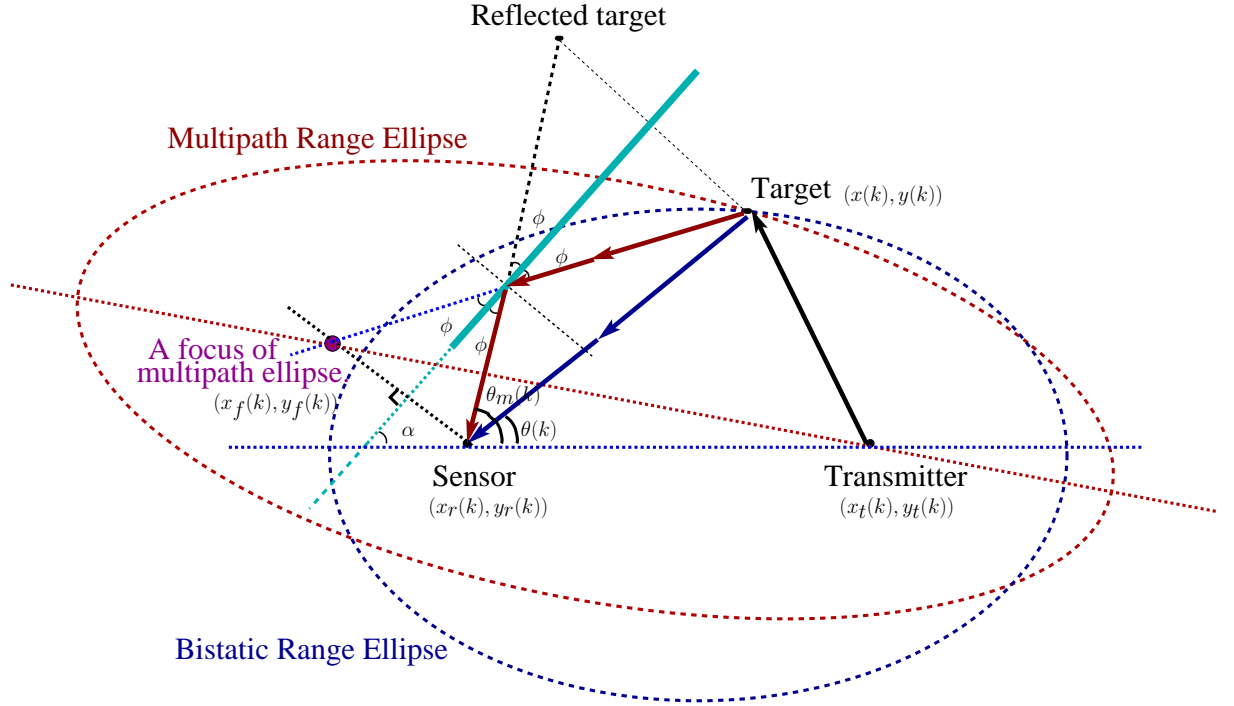 Reflected target
Multipath Range Ellipse
Target (x(k), y(k))
ϕ
ϕ
ϕ
ϕ
A focus of
multipath ellipse.
(x_f(k), y_f(k))
θ_m(k)
α
θ(k)
Sensor
(x_r(k), y_r(k))
Transmitter
(x_t(k), y_t(k))
Bistatic Range Ellipse